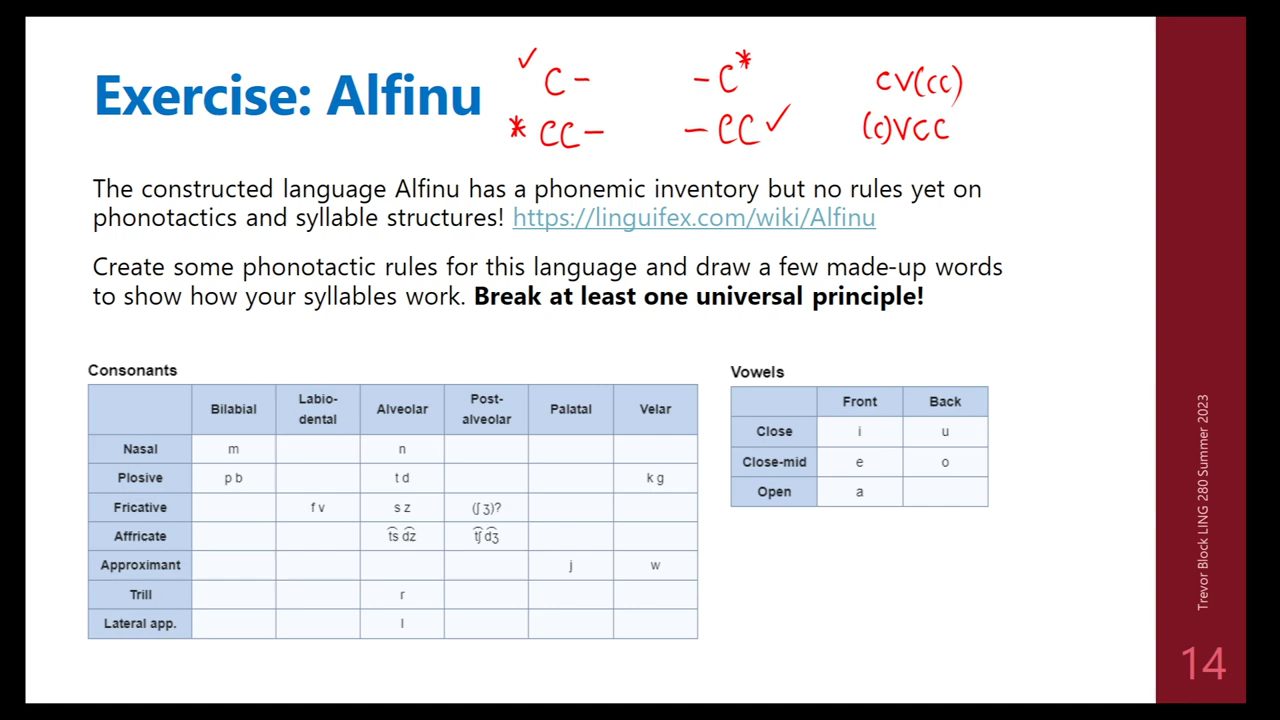 ✓ C – – C* CV(CC)
Exercise: Alfinu
* CC – – CC ✓ (C)VCC
The constructed language Alfinu has a phonemic inventory but no rules yet on
phonotactics and syllable structures! https://linguifex.com/wiki/Alfinu
Create some phonotactic rules for this language and draw a few made-up words
to show how your syllables work. Break at least one universal principle!
Consonants
Bilabial Labio-dental Alveolar Post-alveolar Palatal Velar
Nasal m n
Plosive p b t d k g
Fricative f v s z (ʃ ʒ)?
Affricate t͡s d͡z t͡ʃ d͡ʒ
Approximant j w
Trill r
Lateral app. l
Vowels
Front Back
Close i u
Close-mid e o
Open a
Trevor Block LING 280 Summer 2023
14